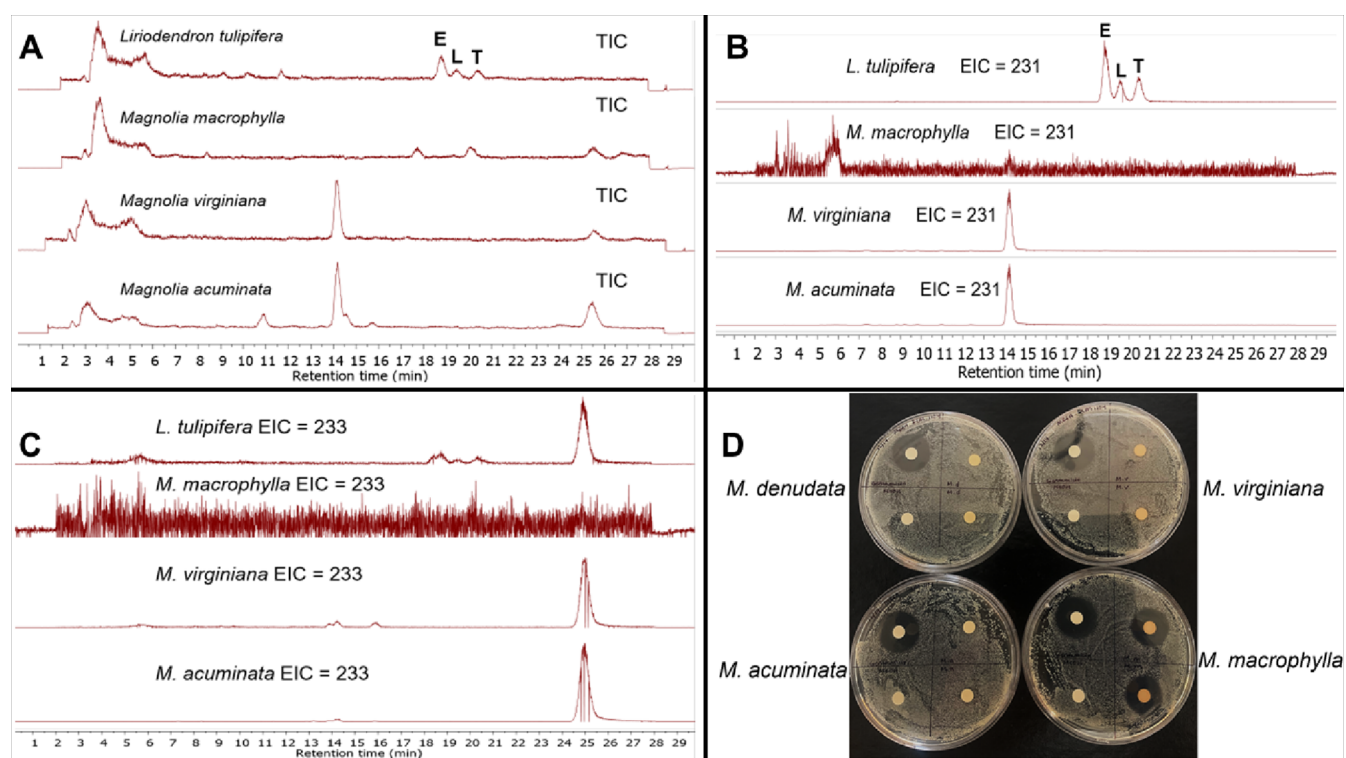 A
Liriodendron tulipifera
TIC
E
L
T
Magnolia macrophylla
TIC
Magnolia virginiana
TIC
Magnolia acuminata
TIC
1 2 3 4 5 6 7 8 9 10 11 12 13 14 15 16 17 18 19 20 21 22 23 24 25 26 27 28 29
Retention time (min)
B
E
L
T
L. tulipifera EIC = 231
M. macrophylla EIC = 231
M. virginiana EIC = 231
M. acuminata EIC = 231
1 2 3 4 5 6 7 8 9 10 11 12 13 14 15 16 17 18 19 20 21 22 23 24 25 26 27 28 29
Retention time (min)
C
L. tulipifera EIC = 233
M. macrophylla EIC = 233
M. virginiana EIC = 233
M. acuminata EIC = 233
1 2 3 4 5 6 7 8 9 10 11 12 13 14 15 16 17 18 19 20 21 22 23 24 25 26 27 28 29
Retention time (min)
D
M. denudata
M. virginiana
M. acuminata
M. macrophylla